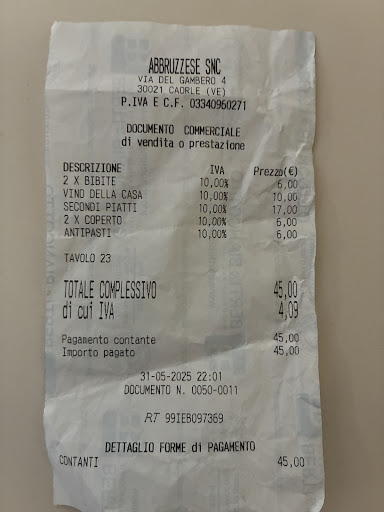 ABBRUZZESE SNC
VIA DEL GAMBERO 4
30021 CAORLE (VE)
P.IVA E C.F. 03340960271
DOCUMENTO COMMERCIALE
di vendita o prestazione
DESCRIZIONE IVA Prezzo(€)
2 X BIBITE 10,00% 6,00
VINO DELLA CASA 10,00% 10,00
SECONDI PIATTI 10,00% 17,00
2 X COPERTO 10,00% 6,00
ANTIPASTI 10,00% 6,00
TAVOLO 23
TOTALE COMPLESSIVO 45,00
di cui IVA 4,09
Pagamento contante 45,00
Importo pagato 45,00
31-05-2025 22:01
DOCUMENTO N. 0050-0011
RT 99IEB097369
DETTAGLIO FORME di PAGAMENTO
CONTANTI 45,00